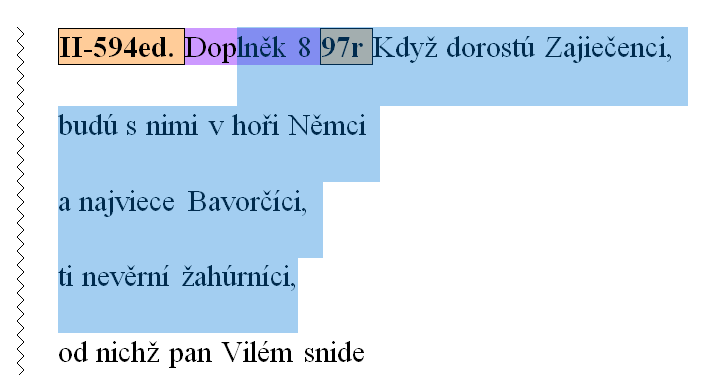 II-594ed. Doplněk 8 97r Když dorostú Zajiečenci,
budú s nimi v hoři Němci
a najviece Bavorčíci,
ti nevěrní žahúrníci,
od nichž pan Vilém snide